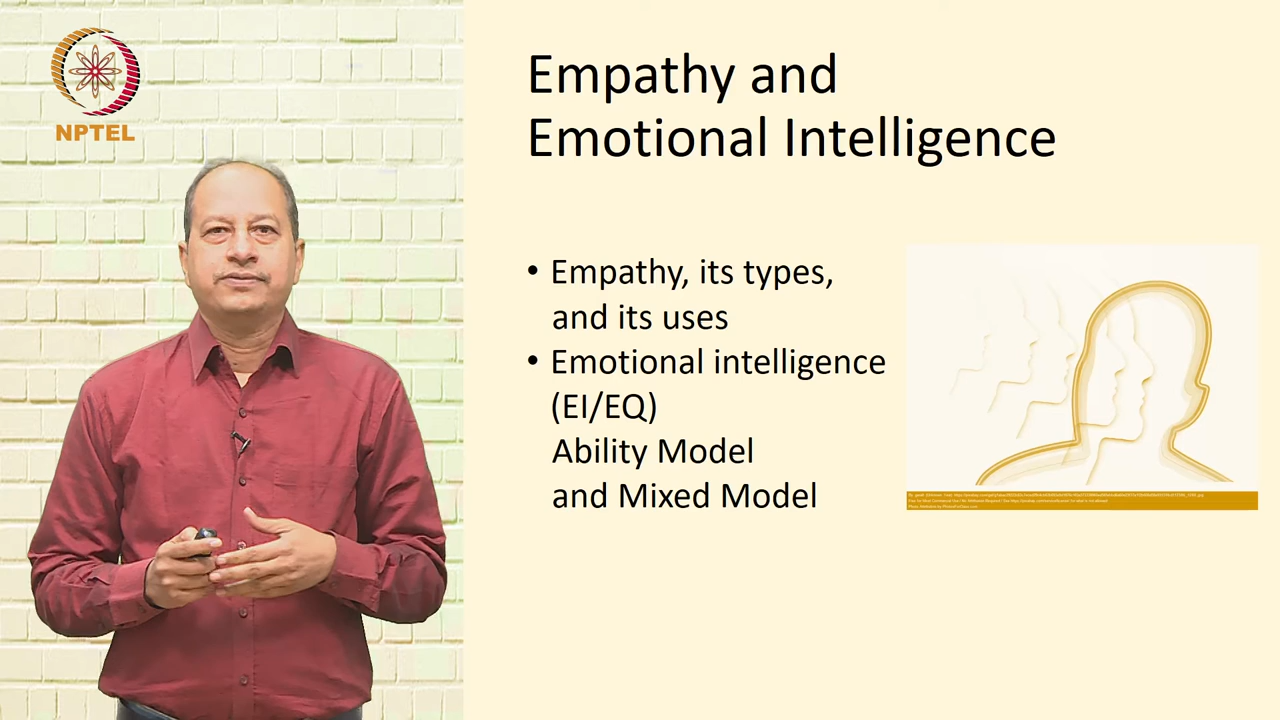 NPTEL
Empathy and
Emotional Intelligence
• Empathy, its types,
and its uses
• Emotional intelligence
(EI/EQ)
Ability Model
and Mixed Model